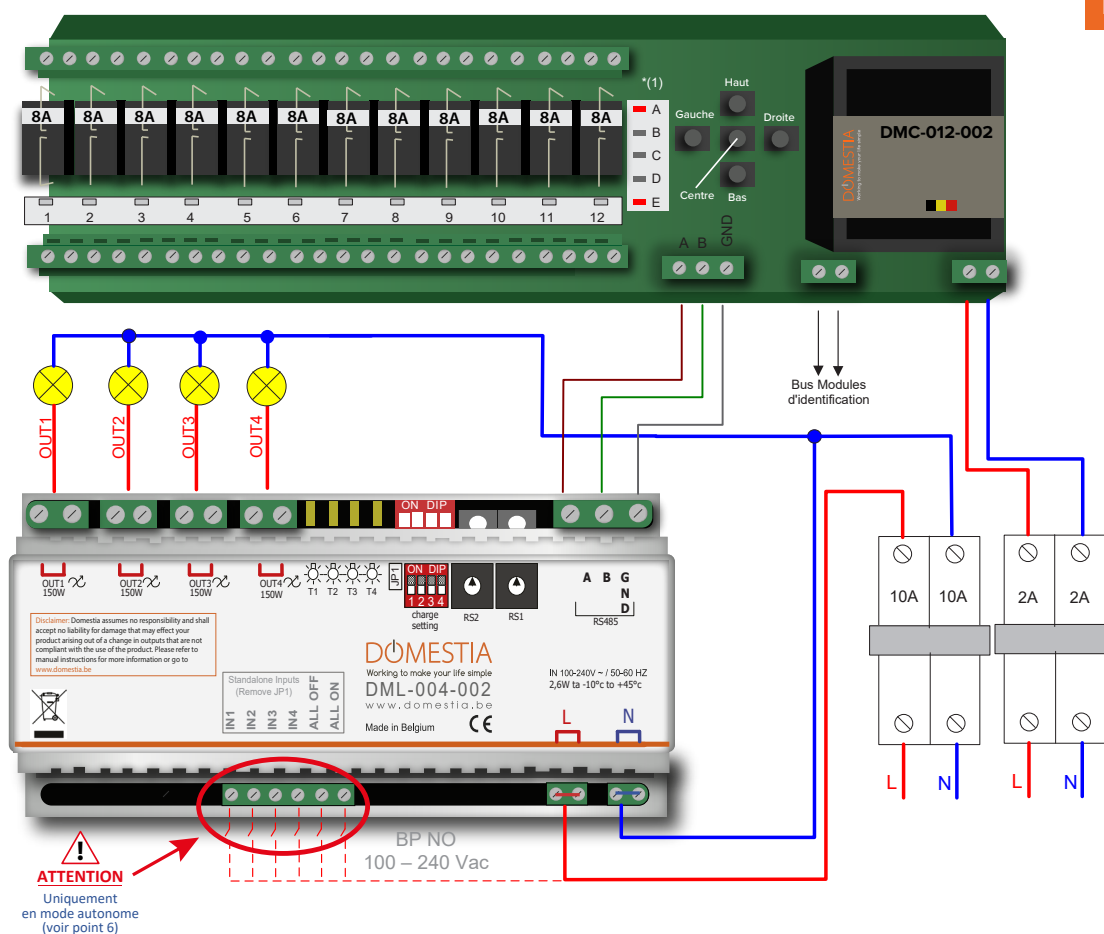 *(1)
Haut
Gauche
Droite
Centre
Bas
A
B
C
D
E
8A 8A 8A 8A 8A 8A 8A 8A 8A 8A 8A 8A
1 2 3 4 5 6 7 8 9 10 11 12
A B GND
DOMESTIA
Working to make your life simple
DMC-012-002
Bus Modules
d'identification
OUT1 OUT2 OUT3 OUT4
ON DIP
OUT1
150W
OUT2
150W
OUT3
150W
OUT4
150W
T1 T2 T3 T4
JP1
ON DIP
1 2 3 4
charge
setting
RS2
RS1
A B GND
RS485
Disclaimer: Domestia assumes no responsibility and shall
accept no liability for damage that may effect your
product arising out of a change in outputs that are not
compliant with the use of the product. Please refer to
manual instructions for more information or go to
www.domestia.be
Standalone Inputs
(Remove JP1)
IN1 IN2 IN3 IN4 ALL OFF ALL ON
DOMESTIA
Working to make your life simple
DML-004-002
www.domestia.be
Made in Belgium
CE
IN 100-240V ~ / 50-60 HZ
2,6W ta -10°c to +45°c
L N
10A 10A 2A 2A
L N L N
BP NO
100 – 240 Vac
!
ATTENTION
Uniquement
en mode autonome
(voir point 6)